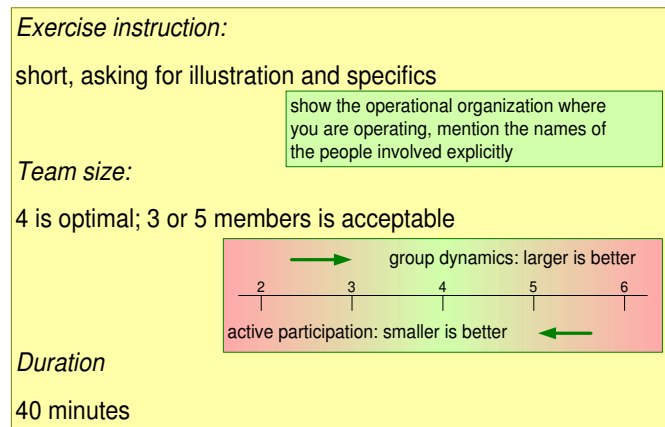 Exercise instruction:
short, asking for illustration and specifics
show the operational organization where
you are operating, mention the names of
the people involved explicitly
Team size:
4 is optimal; 3 or 5 members is acceptable
group dynamics: larger is better
2 3 4 5 6
active participation: smaller is better
Duration
40 minutes